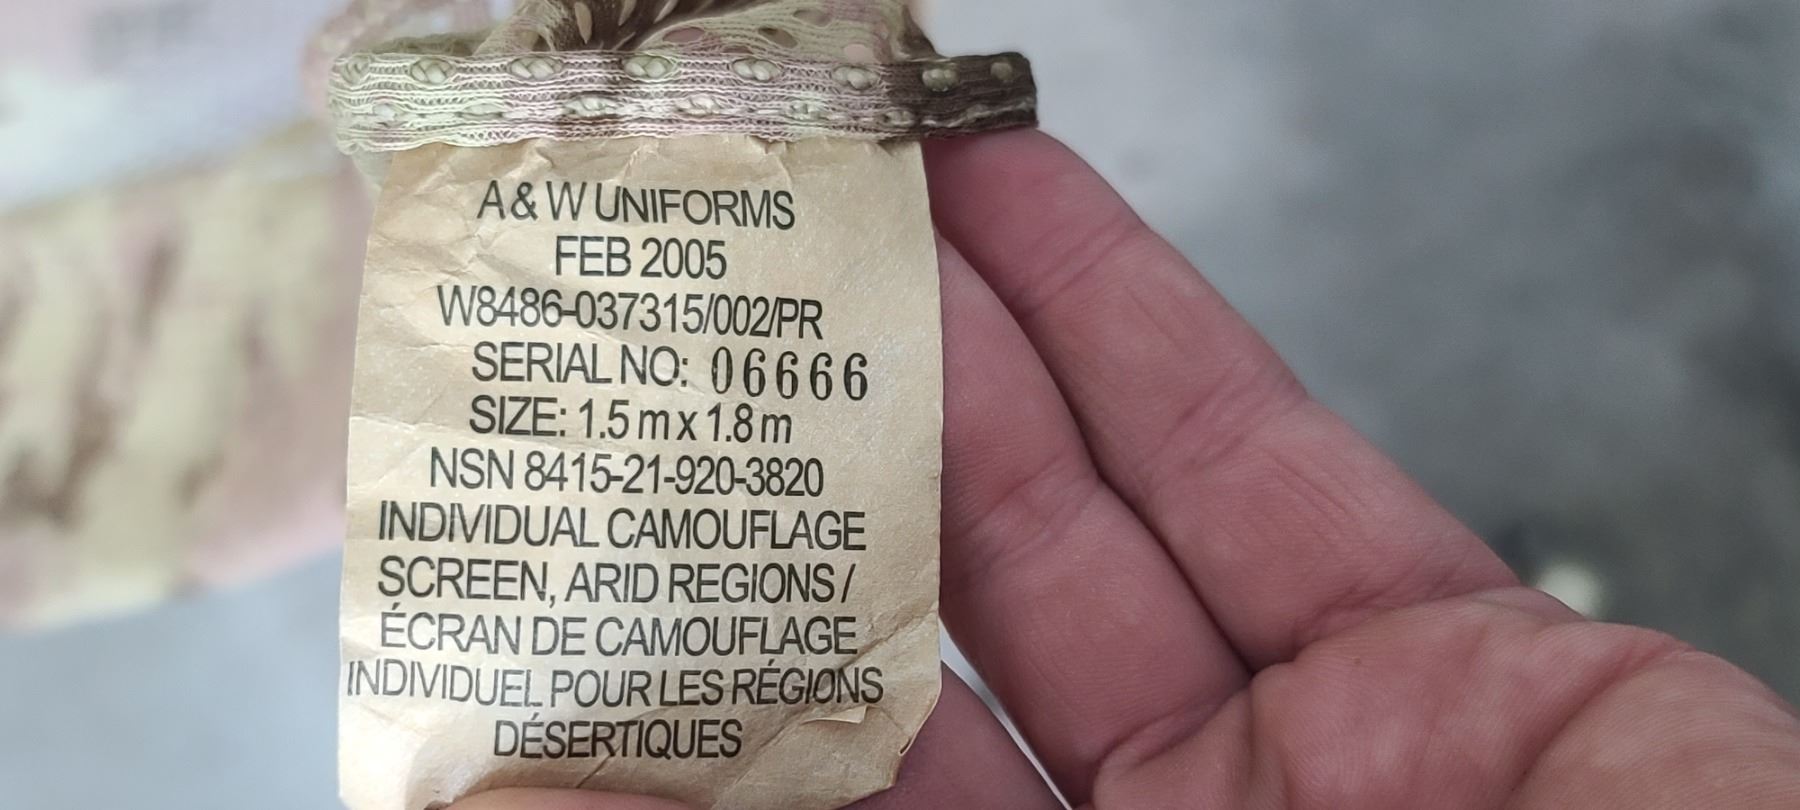 A & W UNIFORMS
FEB 2005
W8486-037315/002/PR
SERIAL NO: 06666
SIZE: 1.5 m x 1.8 m
NSN 8415-21-920-3820
INDIVIDUAL CAMOUFLAGE
SCREEN, ARID REGIONS /
ÉCRAN DE CAMOUFLAGE
INDIVIDUEL POUR LES RÉGIONS
DÉSERTIQUES